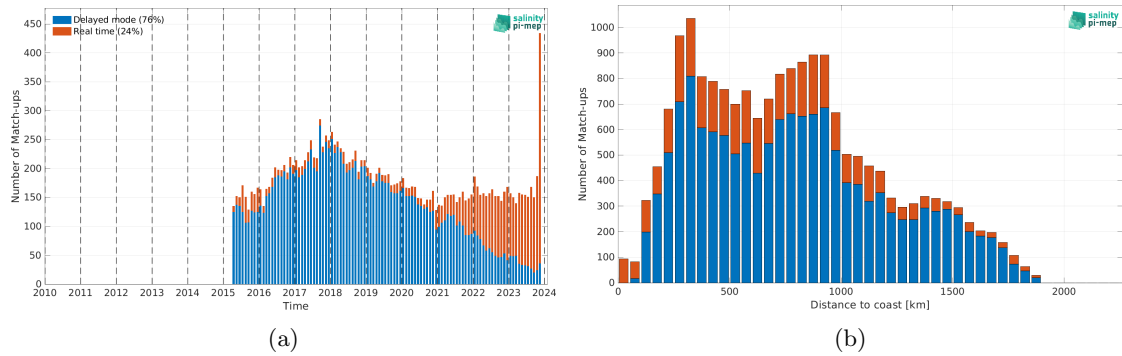 Delayed mode (76%)
Real time (24%)
salinity
pi-mep
Number of Match-ups
450
400
350
300
250
200
150
100
50
0
2010 2011 2012 2013 2014 2015 2016 2017 2018 2019 2020 2021 2022 2023 2024
Time
(a)
salinity
pi-mep
Number of Match-ups
1000
900
800
700
600
500
400
300
200
100
0
0 500 1000 1500 2000
Distance to coast [km]
(b)